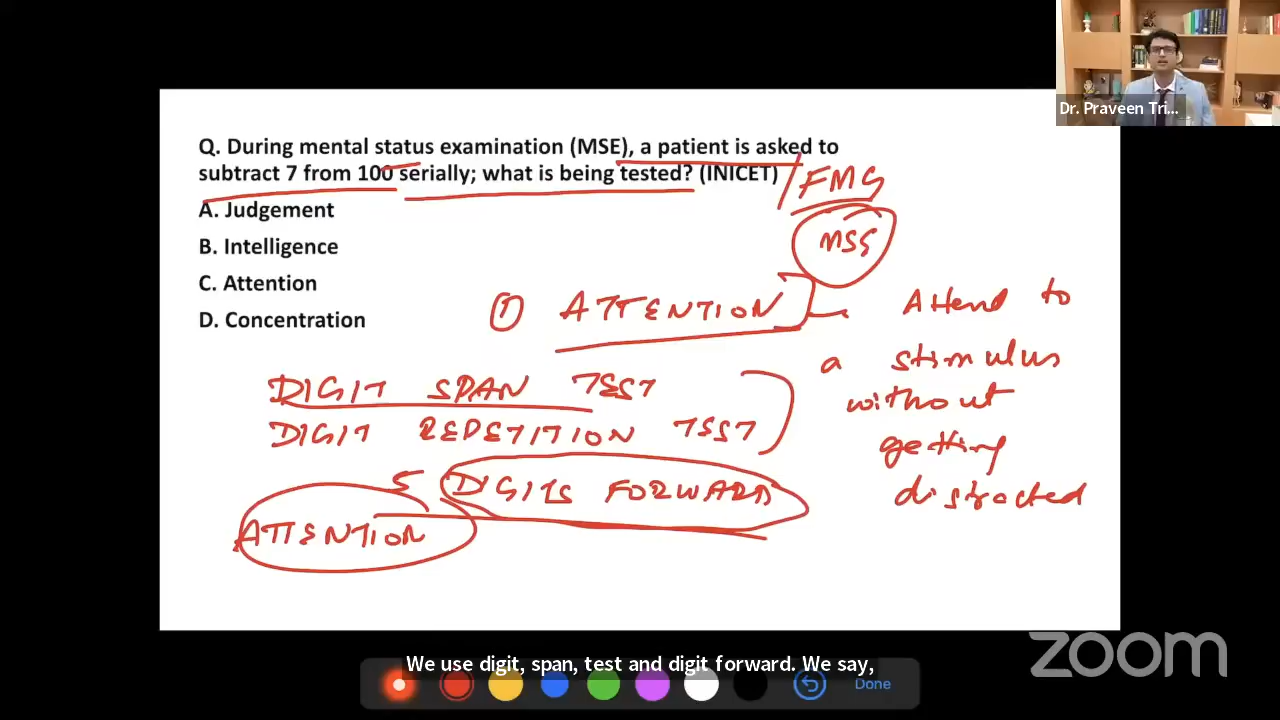 Dr. Praveen Tri...
Q. During mental status examination (MSE), a patient is asked to
subtract 7 from 100 serially; what is being tested? (INICET)
/ FMG
A. Judgement
MSE
B. Intelligence
C. Attention
① ATTENTION
Attend to
D. Concentration
a stimulus
without
getting
distracted
DIGIT SPAN TEST
DIGIT REPETITION TEST
5 DIGITS FORWARD
ATTENTION
zoom
We use digit, span, test and digit forward. We say,
Done